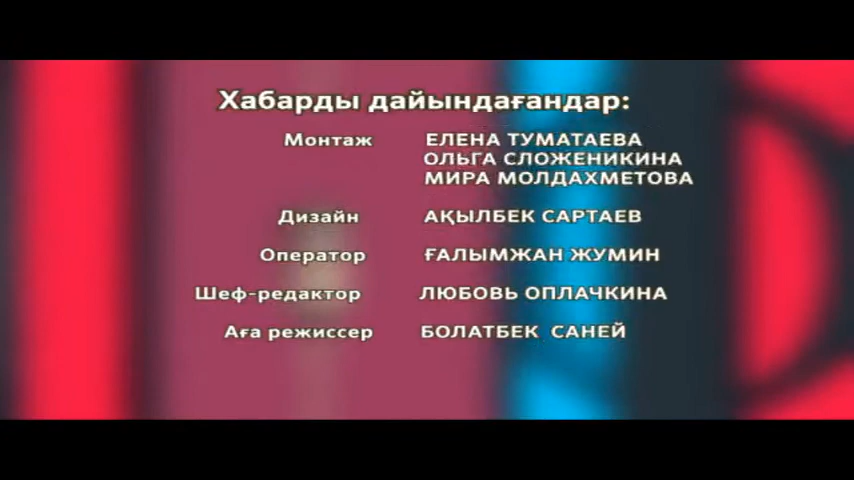 Хабарды дайындағандар:
Монтаж ЕЛЕНА ТУМАТАЕВА
ОЛЬГА СЛОЖЕНИКИНА
МИРА МОЛДАХМЕТОВА
Дизайн АҚЫЛБЕК САРТАЕВ
Оператор ҒАЛЫМЖАН ЖУМИН
Шеф-редактор ЛЮБОВЬ ОПЛАЧКИНА
Аға режиссер БОЛАТБЕК САНЕЙ